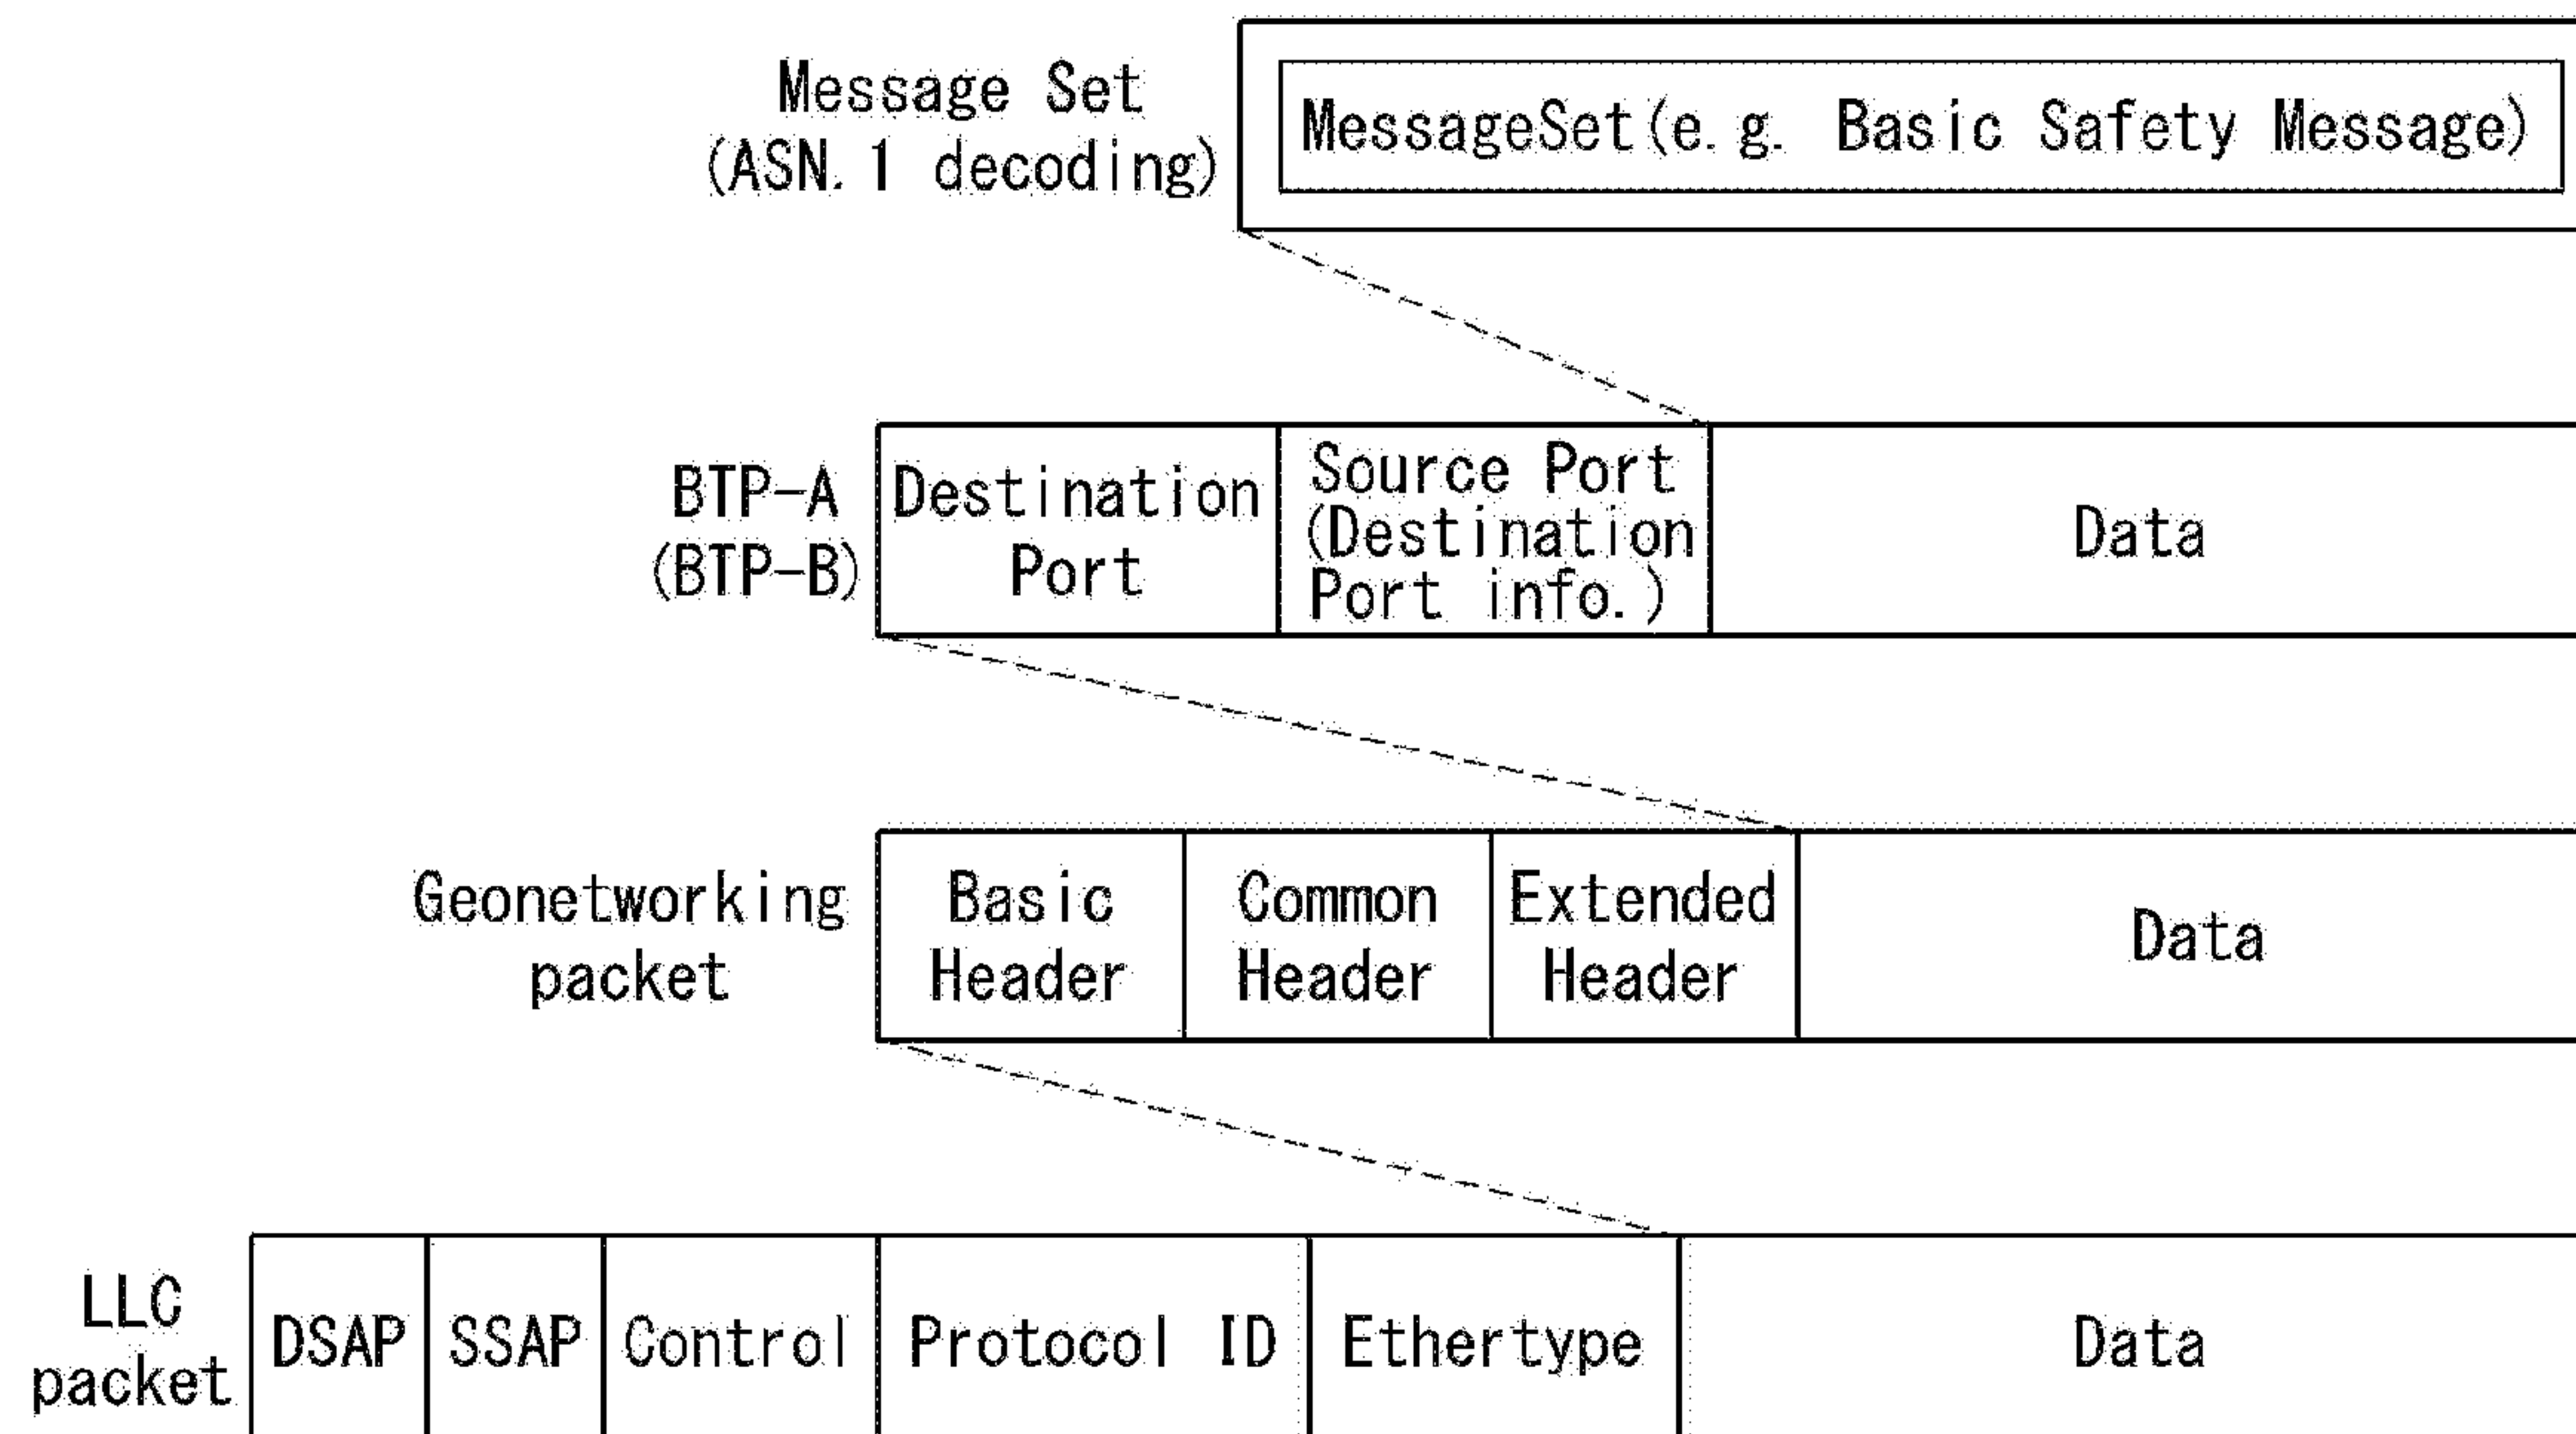 Message Set
(ASN.1 decoding)
MessageSet(e.g. Basic Safety Message)
BTP-A
(BTP-B)
Destination
Port
Source Port
(Destination
Port info.)
Data
Geonetworking
packet
Basic
Header
Common
Header
Extended
Header
Data
LLC
packet
DSAP
SSAP
Control
Protocol ID
Ethertype
Data